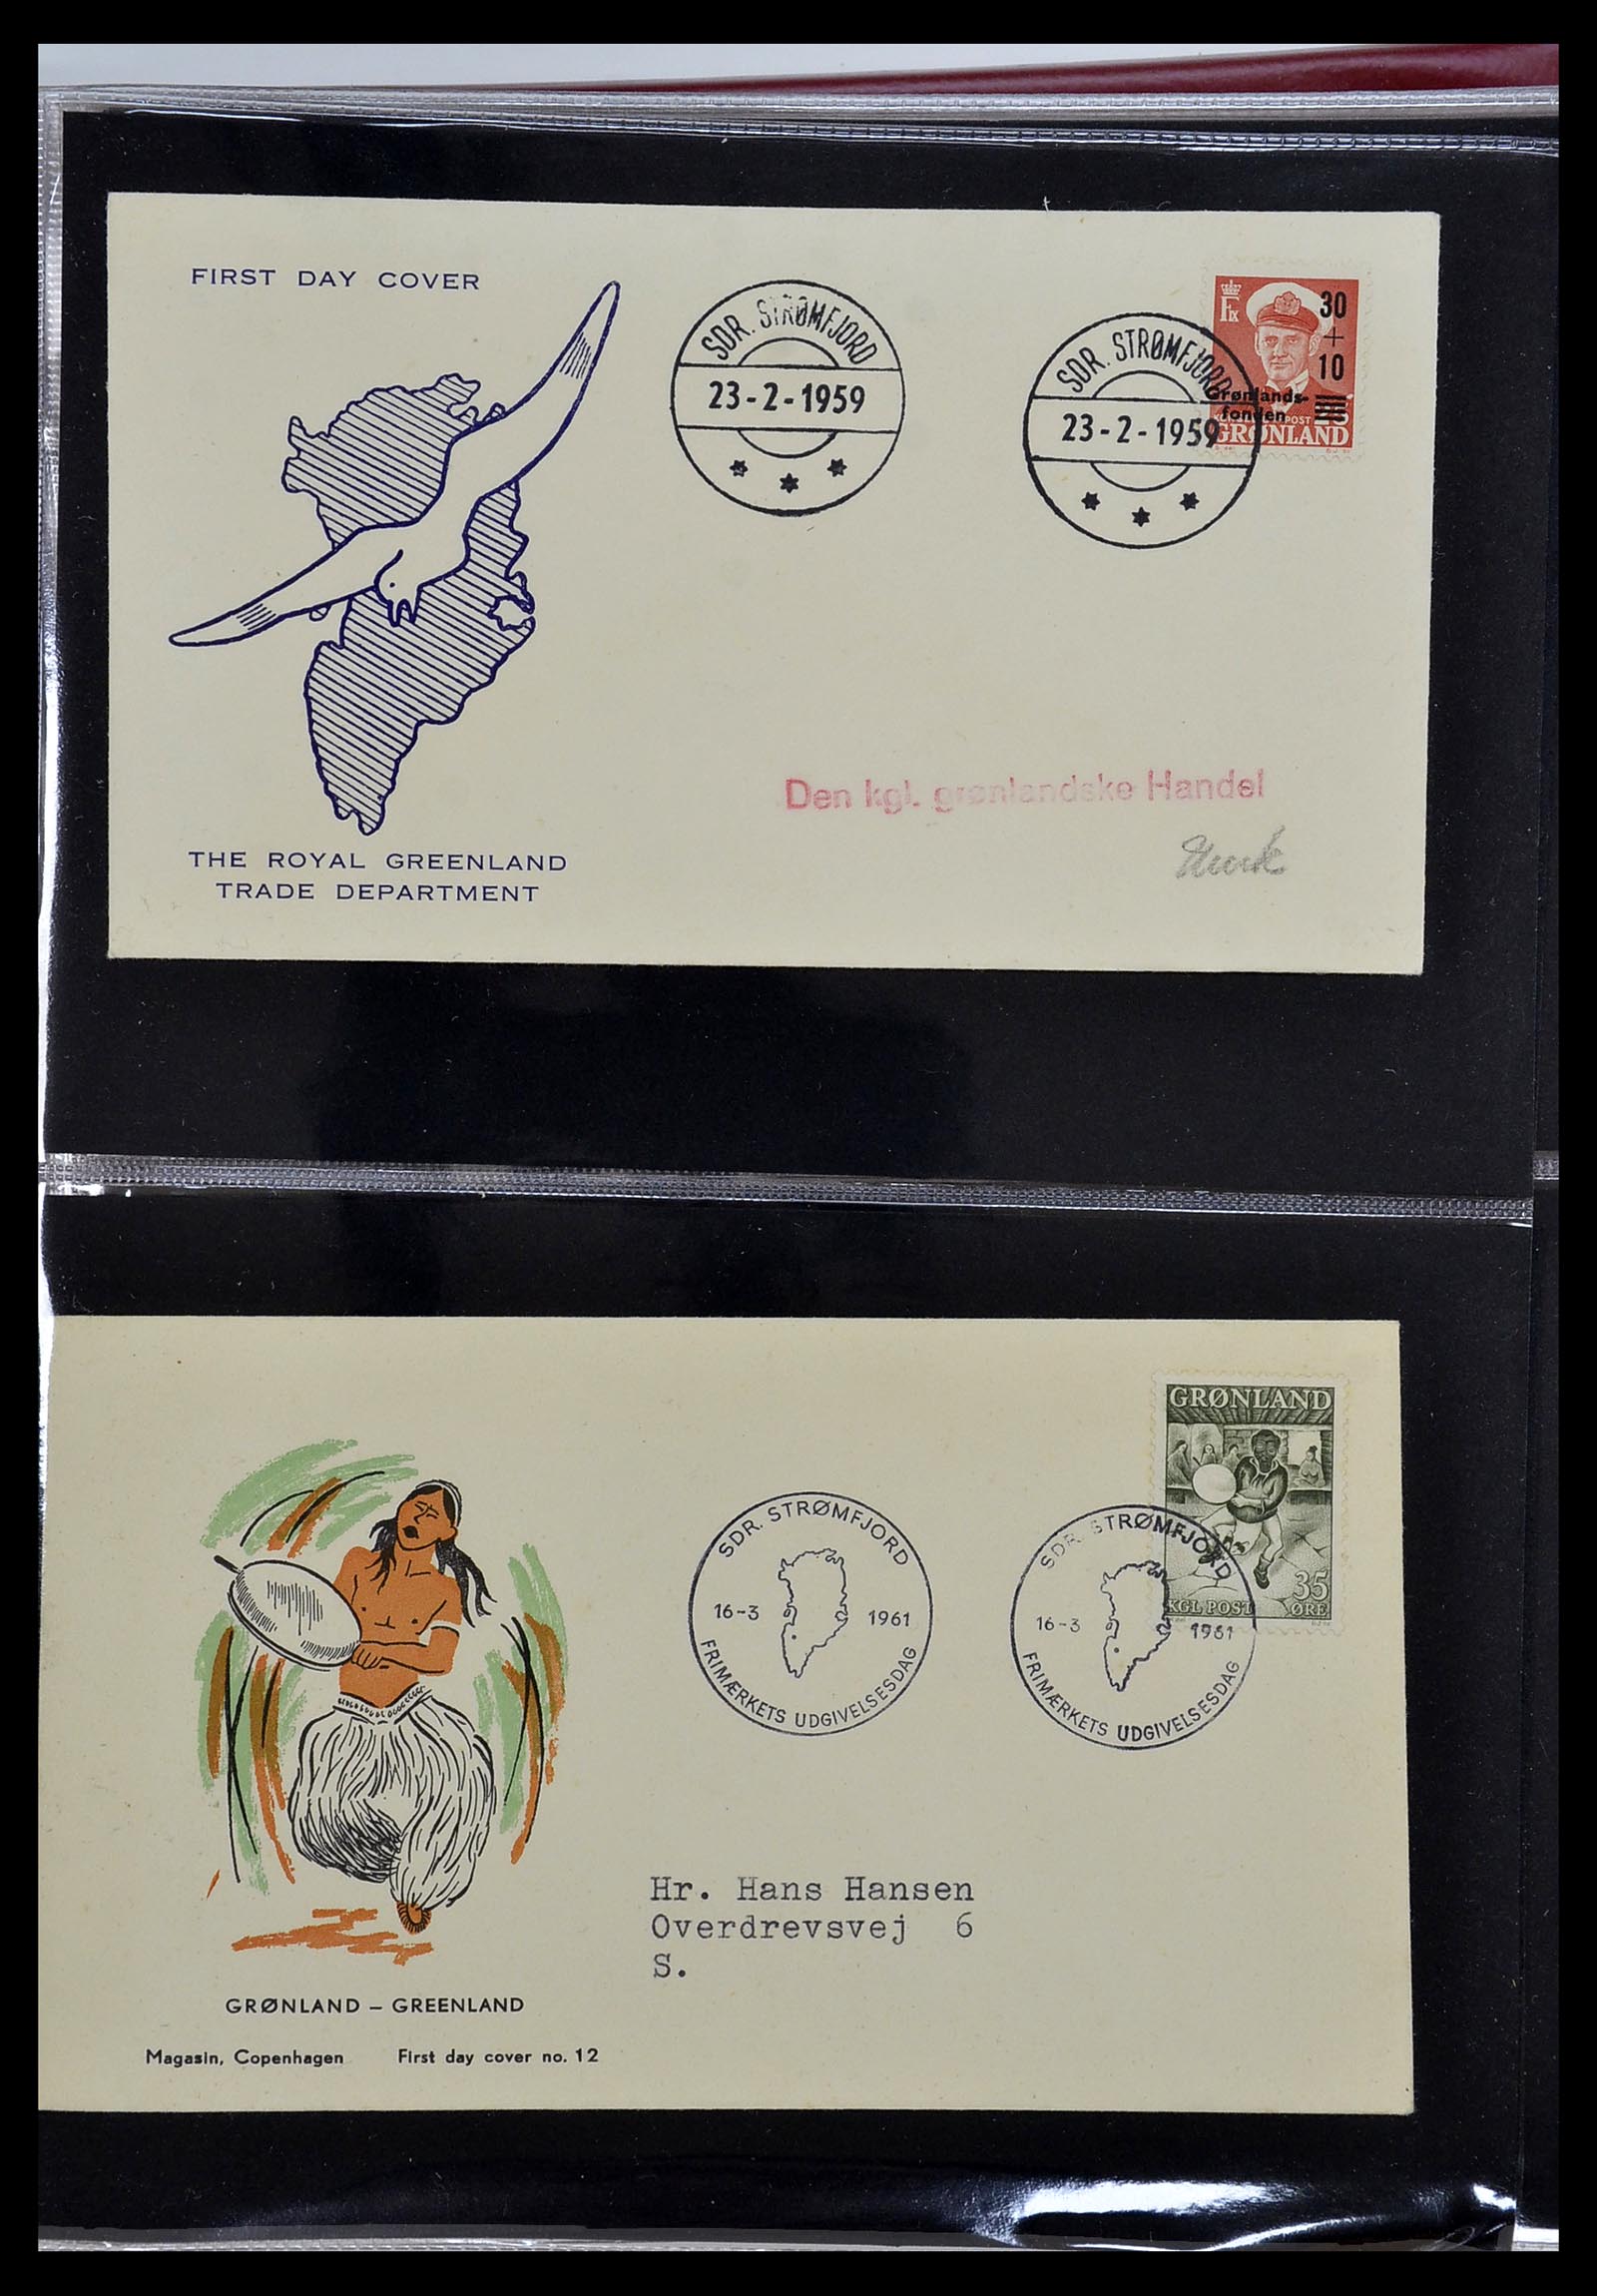 FIRST DAY COVER
SDR. STRØMFJORD
23-2-1959
SDR. STRØMFJORD
23-2-1959
30
+
10
Grønlands-
fonden
POST
GRØNLAND
Den kgl. grønlandske Handel
THE ROYAL GREENLAND
TRADE DEPARTMENT
GRØNLAND
35
KGL POST ØRE
SDR. STRØMFJORD
16-3 1961
FRIMÆRKETS UDGIVELSESDAG
SDR. STRØMFJORD
16-3 1961
FRIMÆRKETS UDGIVELSESDAG
Hr. Hans Hansen
Overdrevsvej 6
S.
GRØNLAND – GREENLAND
Magasin, Copenhagen First day cover no. 12